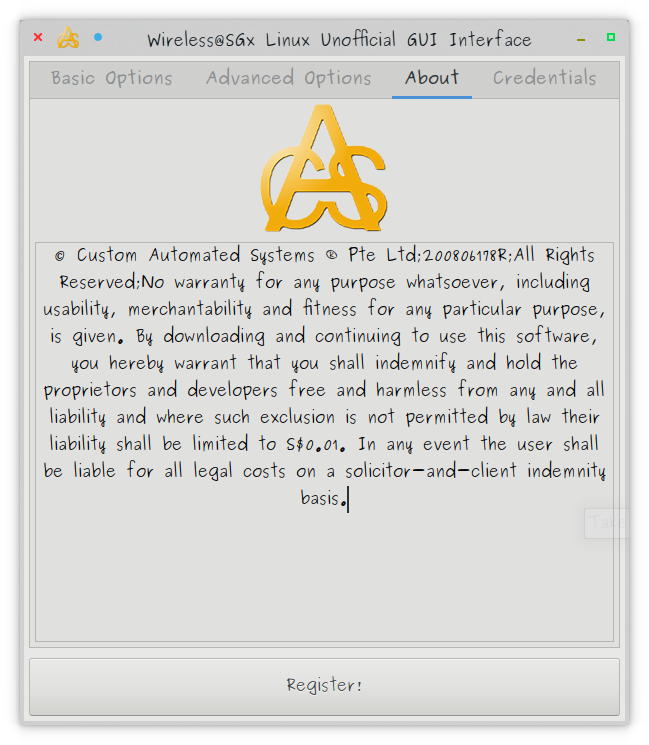 Wireless@SGx Linux Unofficial GUI Interface
Basic Options Advanced Options About Credentials
© Custom Automated Systems ® Pte Ltd;200806178R;All Rights
Reserved;No warranty for any purpose whatsoever, including
usability, merchantability and fitness for any particular purpose,
is given. By downloading and continuing to use this software,
you hereby warrant that you shall indemnify and hold the
proprietors and developers free and harmless from any and all
liability and where such exclusion is not permitted by law their
liability shall be limited to S$0.01. In any event the user shall
be liable for all legal costs on a solicitor-and-client indemnity
basis.
Take
Register!